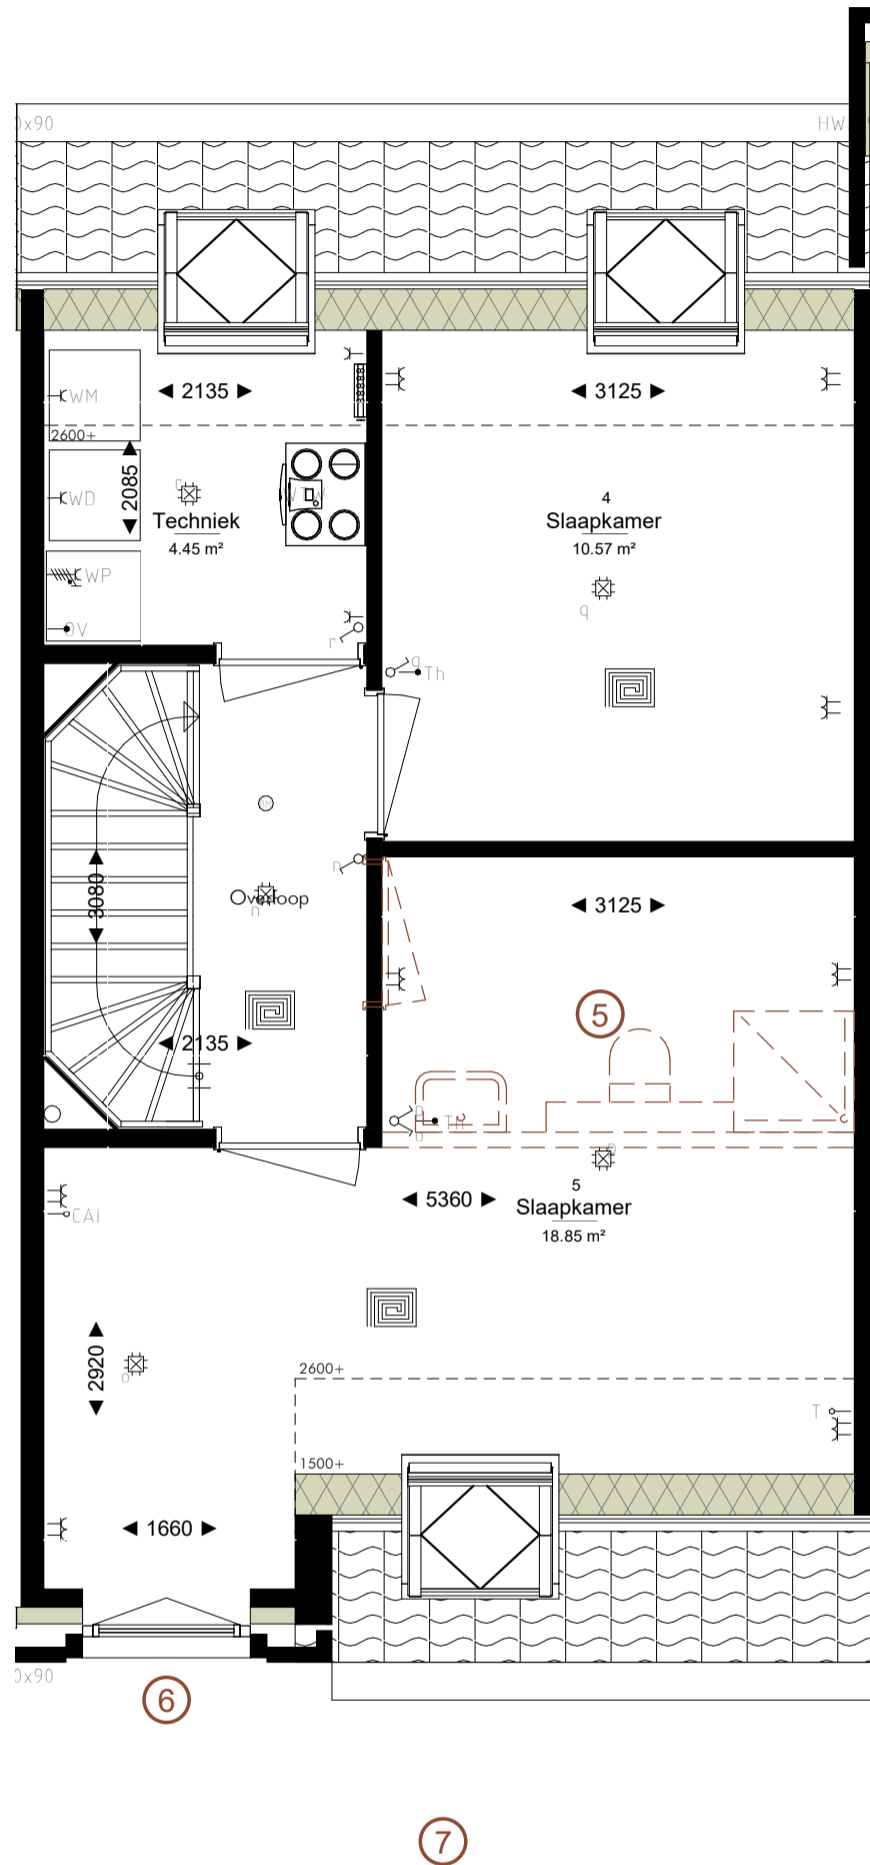 0x90
HW
2135
3125
WM
2600+
2085
WD
Techniek
4.45 m²
4
Slaapkamer
10.57 m²
WP
OV
q
r
q
Th
3080
n
Overloop
n
3125
5
2135
5
Slaapkamer
18.85 m²
5360
CAi
2920
o
2600+
T
1500+
1660
0x90
6
7